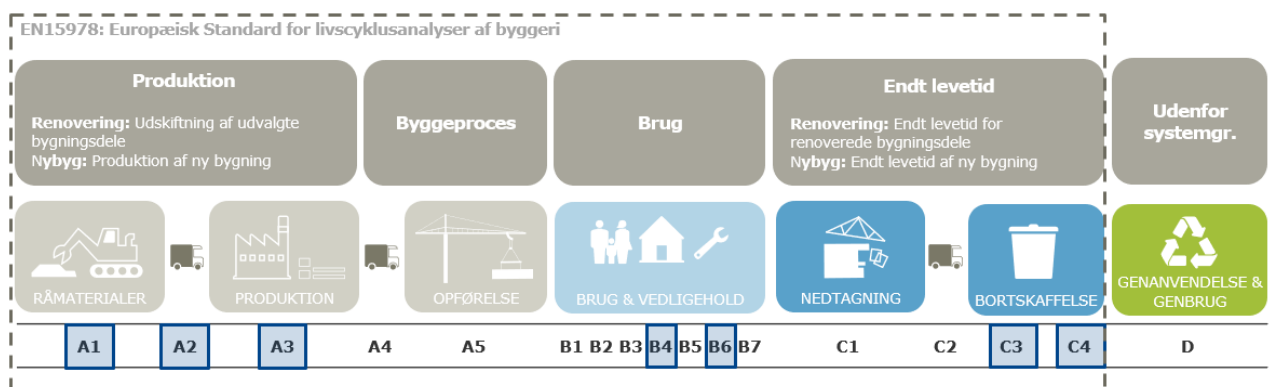 EN15978: Europæisk Standard for livscyklusanalyser af byggeri
Produktion
Renovering: Udskiftning af udvalgte
bygningsdele
Nybyg: Produktion af ny bygning
Byggeproces
Brug
Endt levetid
Renovering: Endt levetid for
renoverede bygningsdele
Nybyg: Endt levetid af ny bygning
Udenfor
systemgr.
RÅMATERIALER
PRODUKTION
OPFØRELSE
BRUG & VEDLIGEHOLD
NEDTAGNING
BORTSKAFFELSE
GENANVENDELSE &
GENBRUG
A1 A2 A3 A4 A5 B1 B2 B3 B4 B5 B6 B7 C1 C2 C3 C4 D